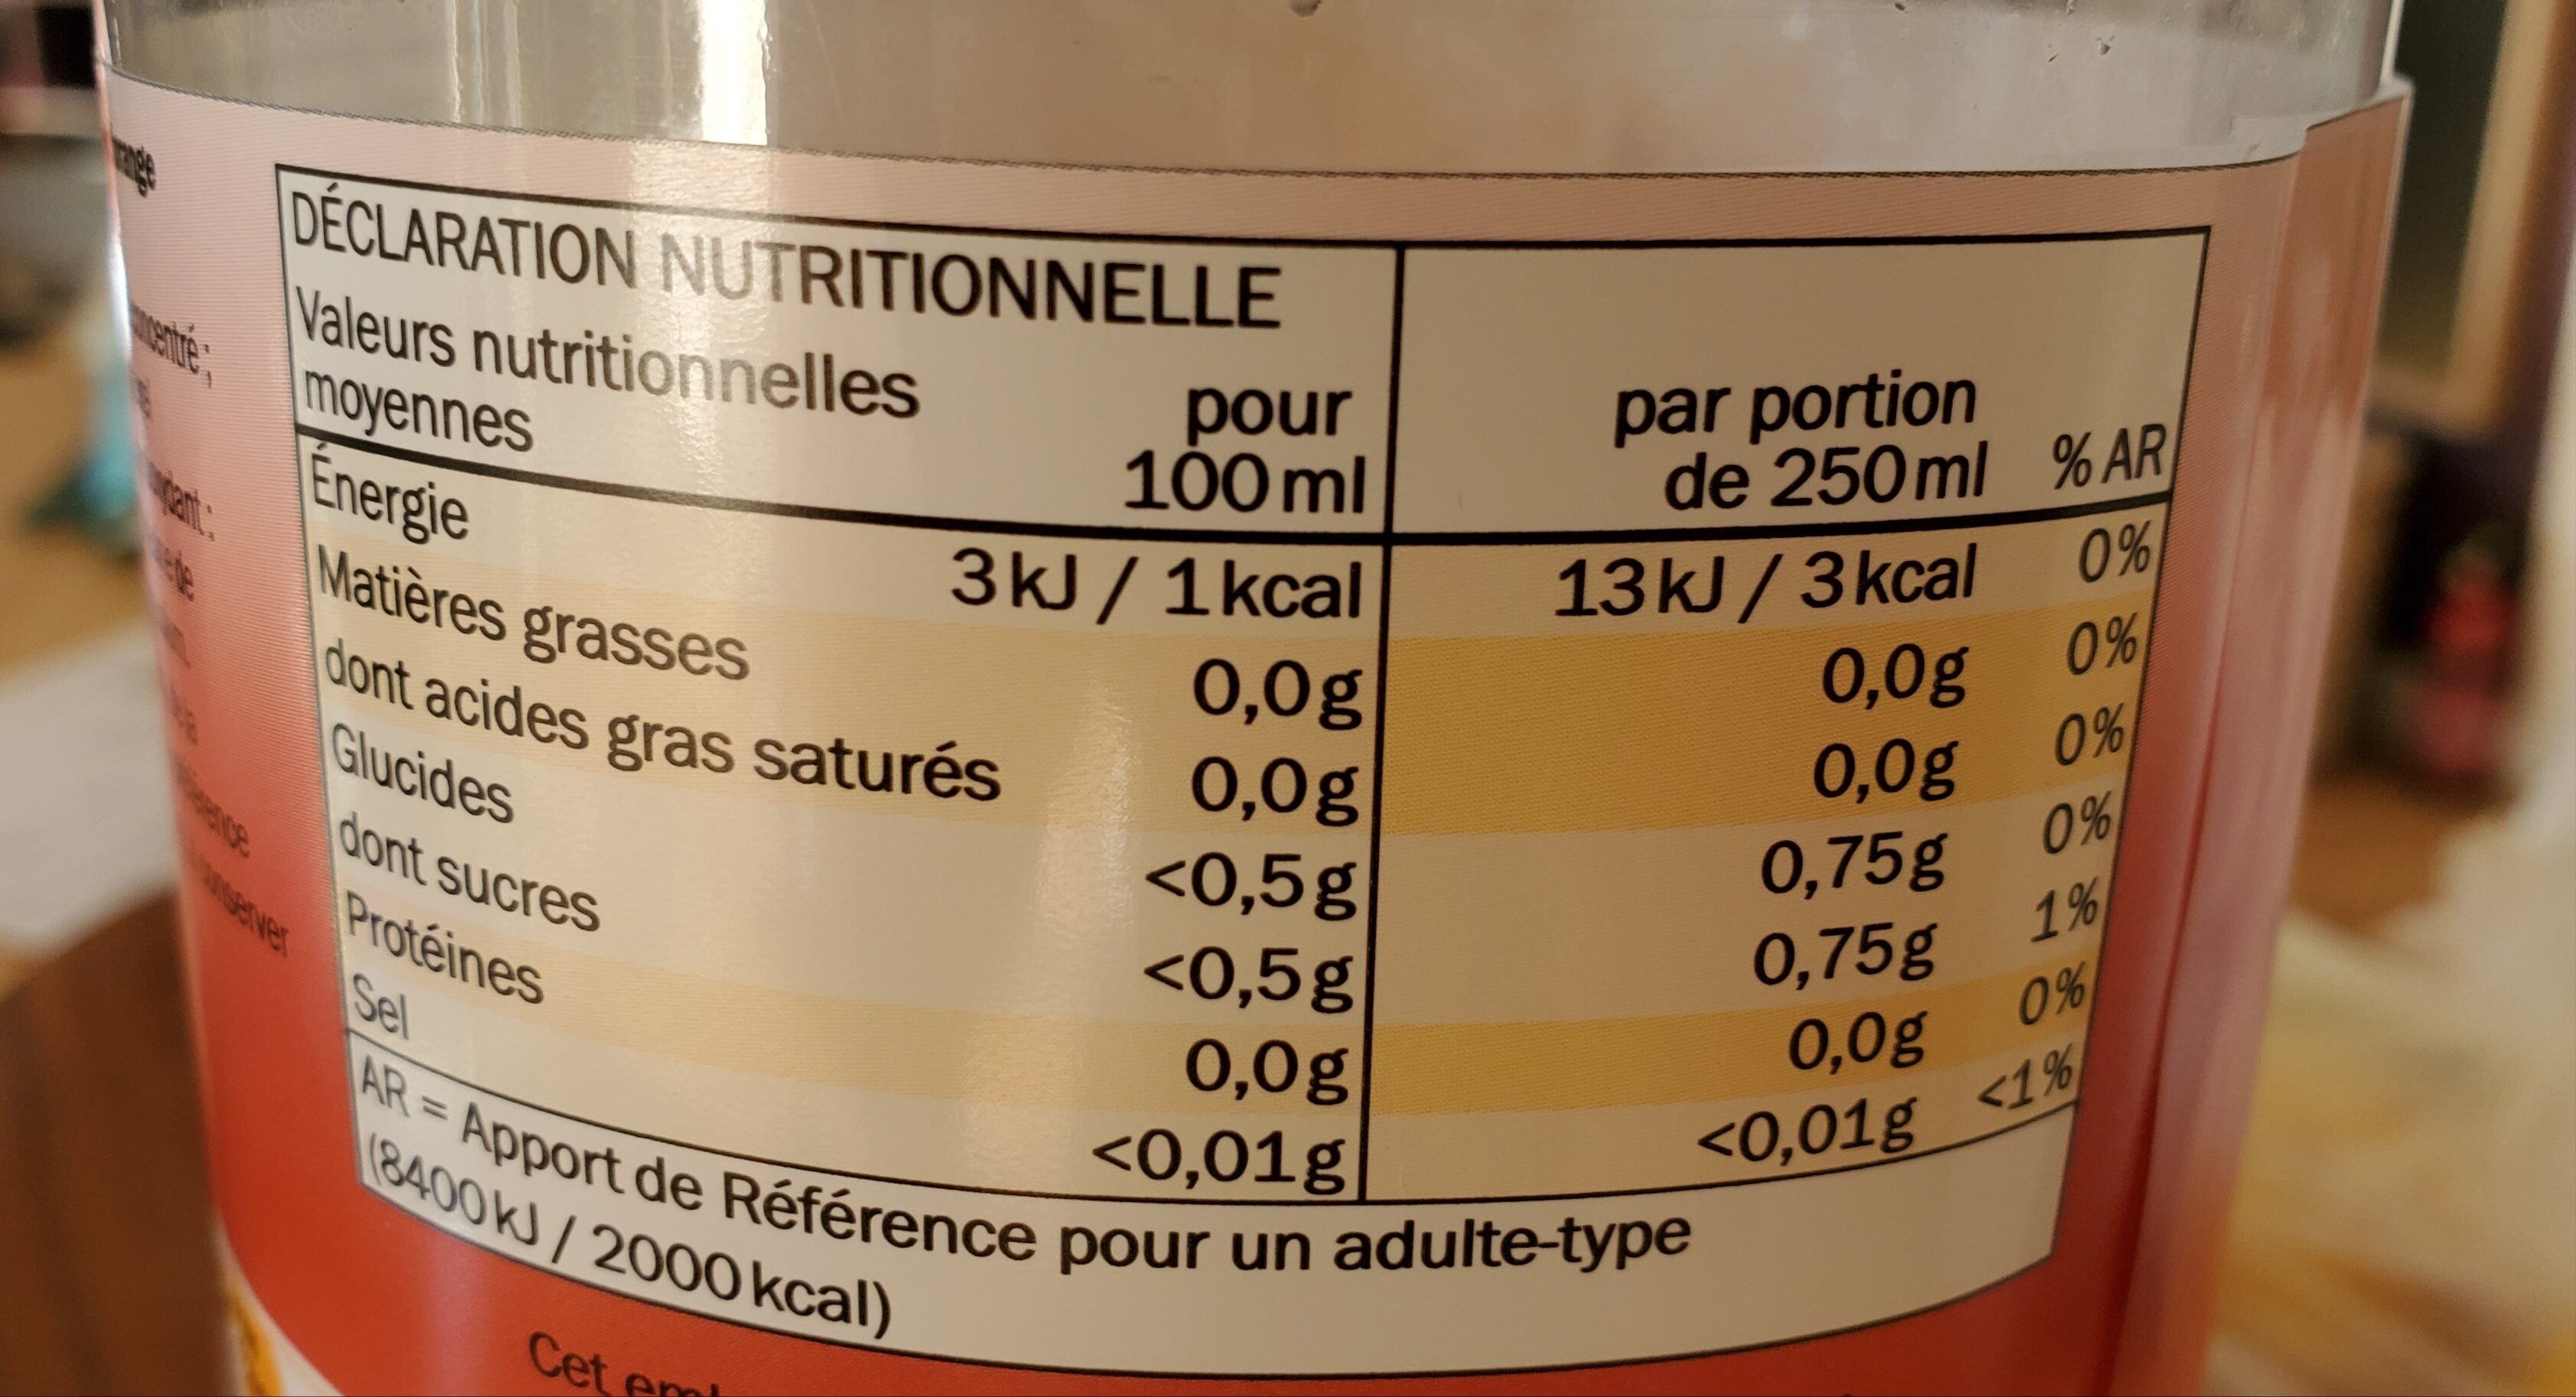 DÉCLARATION NUTRITIONNELLE
Valeurs nutritionnelles
moyennes
pour
100 ml
par portion
de 250 ml
% AR
Énergie 3 kJ / 1 kcal 13 kJ / 3 kcal 0%
Matières grasses 0,0g 0,0g 0%
dont acides gras saturés 0,0g 0,0g 0%
Glucides <0,5g 0,75g 0%
dont sucres <0,5g 0,75g 1%
Protéines 0,0g 0,0g 0%
Sel <0,01g <0,01g <1%
AR = Apport de Référence pour un adulte-type
(8400 kJ / 2000 kcal)
Cet